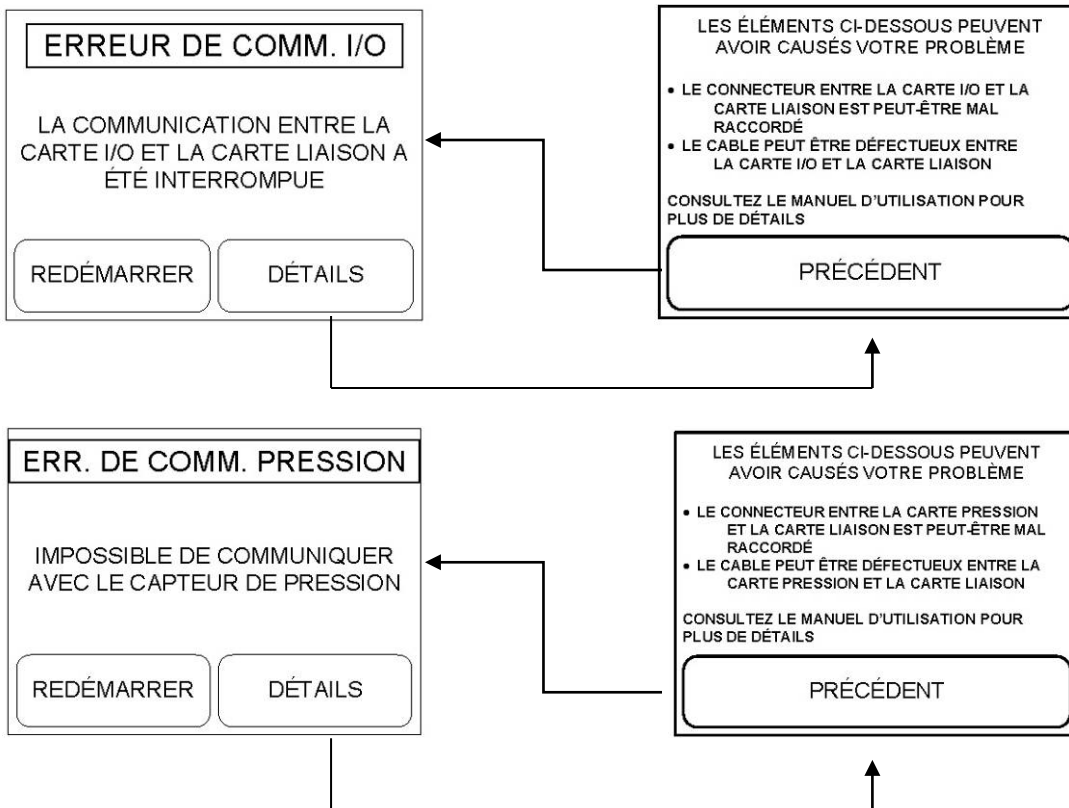 ERREUR DE COMM. I/O
LA COMMUNICATION ENTRE LA
CARTE I/O ET LA CARTE LIAISON A
ÉTÉ INTERROMPUE
REDÉMARRER
DÉTAILS
LES ÉLÉMENTS CI-DESSOUS PEUVENT
AVOIR CAUSÉS VOTRE PROBLÈME
• LE CONNECTEUR ENTRE LA CARTE I/O ET LA
CARTE LIAISON EST PEUT-ÊTRE MAL
RACCORDÉ
• LE CABLE PEUT ÊTRE DÉFECTUEUX ENTRE
LA CARTE I/O ET LA CARTE LIAISON
CONSULTEZ LE MANUEL D'UTILISATION POUR
PLUS DE DÉTAILS
PRÉCÉDENT
ERR. DE COMM. PRESSION
IMPOSSIBLE DE COMMUNIQUER
AVEC LE CAPTEUR DE PRESSION
REDÉMARRER
DÉTAILS
LES ÉLÉMENTS CI-DESSOUS PEUVENT
AVOIR CAUSÉS VOTRE PROBLÈME
• LE CONNECTEUR ENTRE LA CARTE PRESSION
ET LA CARTE LIAISON EST PEUT-ÊTRE MAL
RACCORDÉ
• LE CABLE PEUT ÊTRE DÉFECTUEUX ENTRE LA
CARTE PRESSION ET LA CARTE LIAISON
CONSULTEZ LE MANUEL D'UTILISATION POUR
PLUS DE DÉTAILS
PRÉCÉDENT